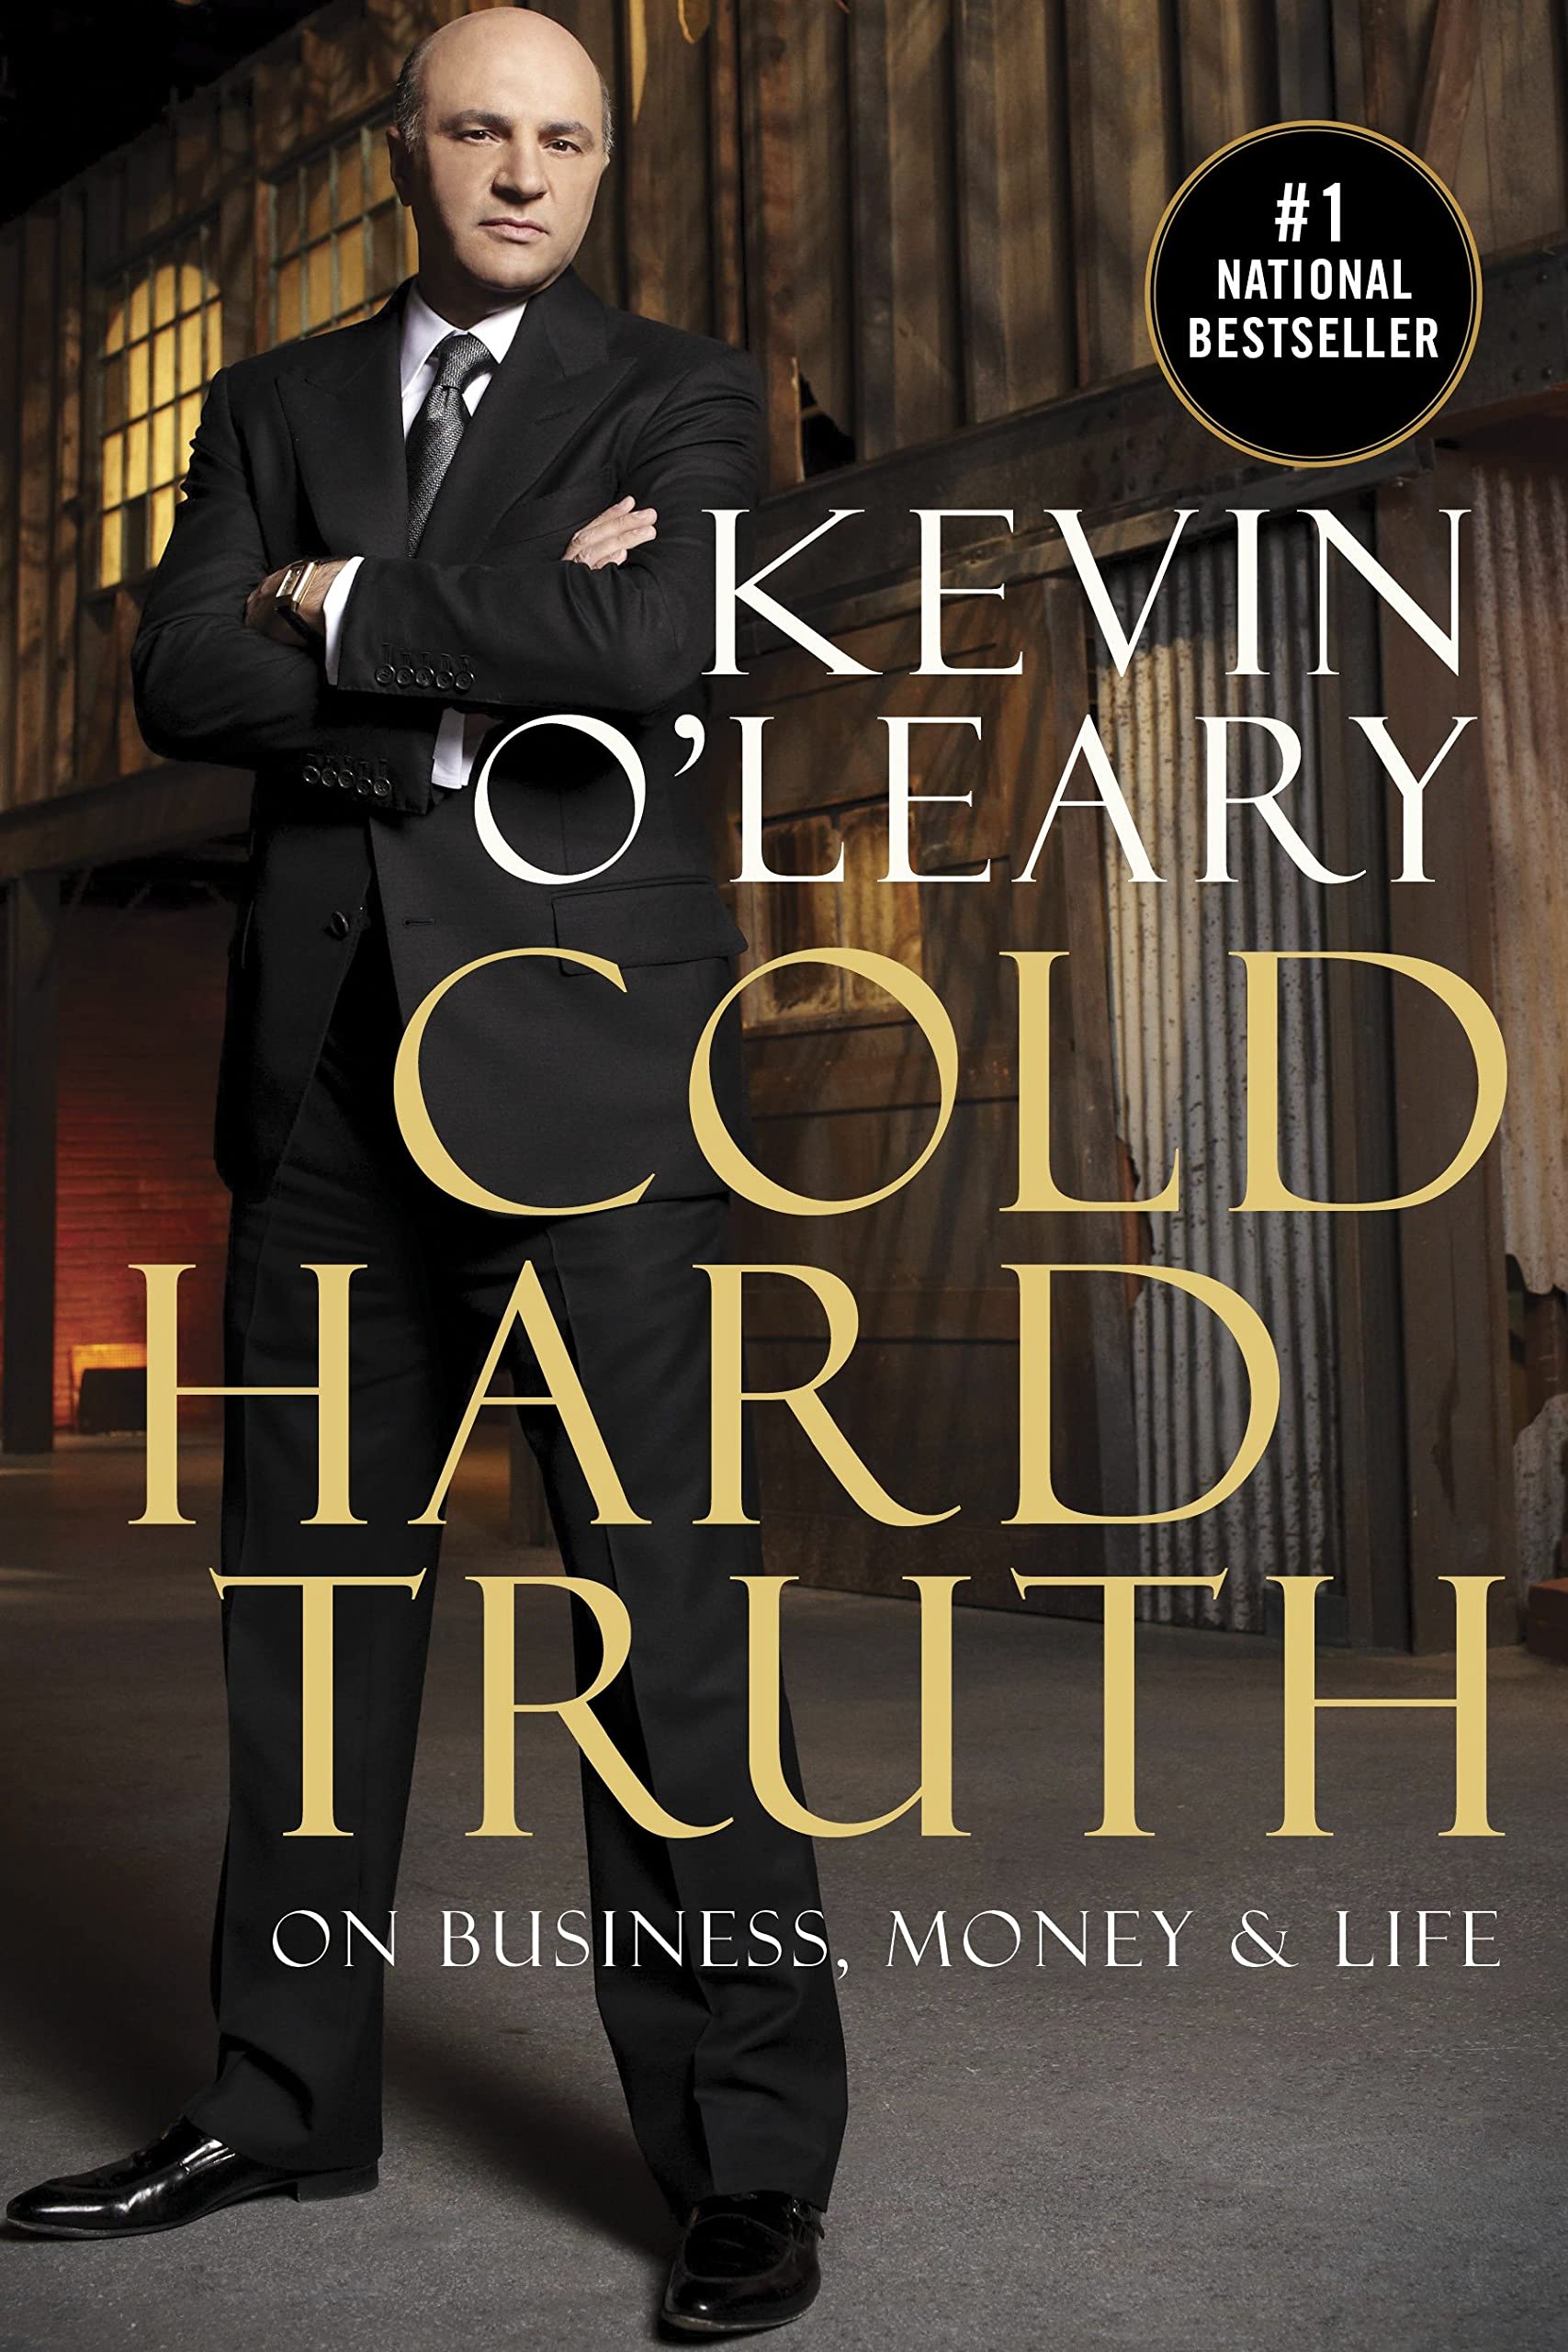 #1
NATIONAL
BESTSELLER
KEVIN
O’LEARY
COLD
HARD
TRUTH
ON BUSINESS, MONEY & LIFE